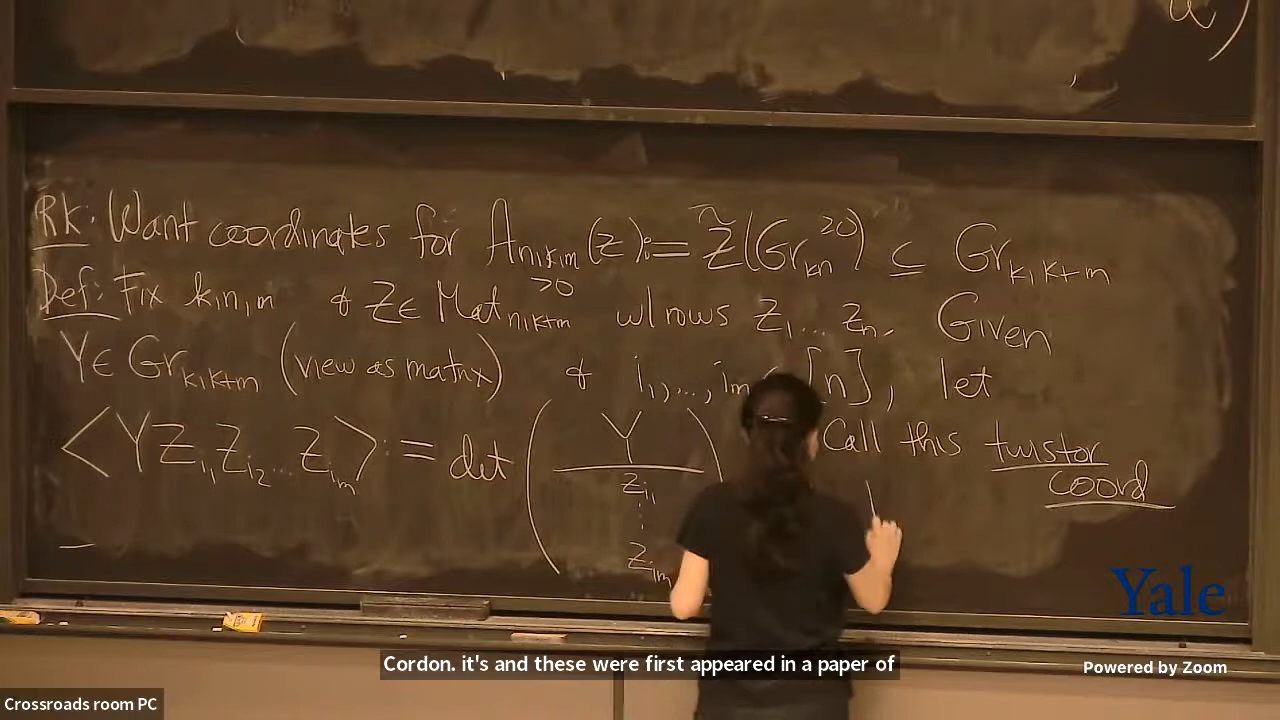 Rk: Want coordinates for A_{n,k,m}(Z) := Z̃(Gr_{k,n}^{≥0}) ⊆ Gr_{k,k+m}
Def: Fix k,n,m & Z ∈ Mat_{n,k+m}^{>0} w/ rows Z_1 ... Z_n. Given
Y ∈ Gr_{k,k+m} (view as matrix) & i_1,..., i_m [n], let
<Y Z_{i_1} Z_{i_2} ... Z_{i_m}> := det ( Y Z_{i_1} ⋮ Z_{i_m} Call this twistor
coord
Yale
Cordon. it's and these were first appeared in a paper of
Powered by Zoom
Crossroads room PC